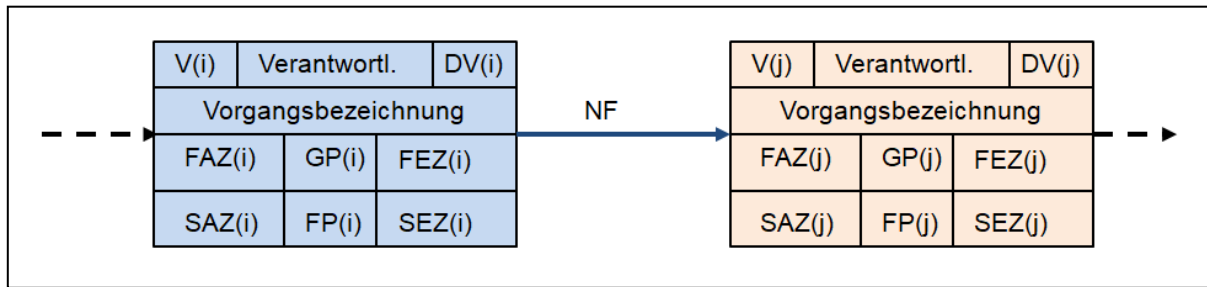 V(i) Verantwortl. DV(i)
Vorgangsbezeichnung
FAZ(i) GP(i) FEZ(i)
SAZ(i) FP(i) SEZ(i)
NF
V(j) Verantwortl. DV(j)
Vorgangsbezeichnung
FAZ(j) GP(j) FEZ(j)
SAZ(j) FP(j) SEZ(j)